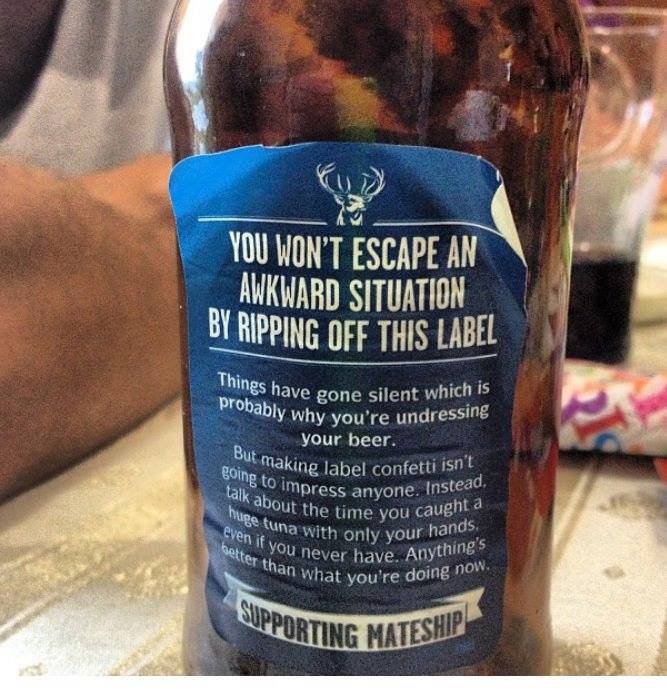 YOU WON'T ESCAPE AN
AWKWARD SITUATION
BY RIPPING OFF THIS LABEL
Things have gone silent which is
probably why you're undressing
your beer.
But making label confetti isn't
going to impress anyone. Instead,
talk about the time you caught a
huge tuna with only your hands,
even if you never have. Anything's
better than what you're doing now.
SUPPORTING MATESHIP